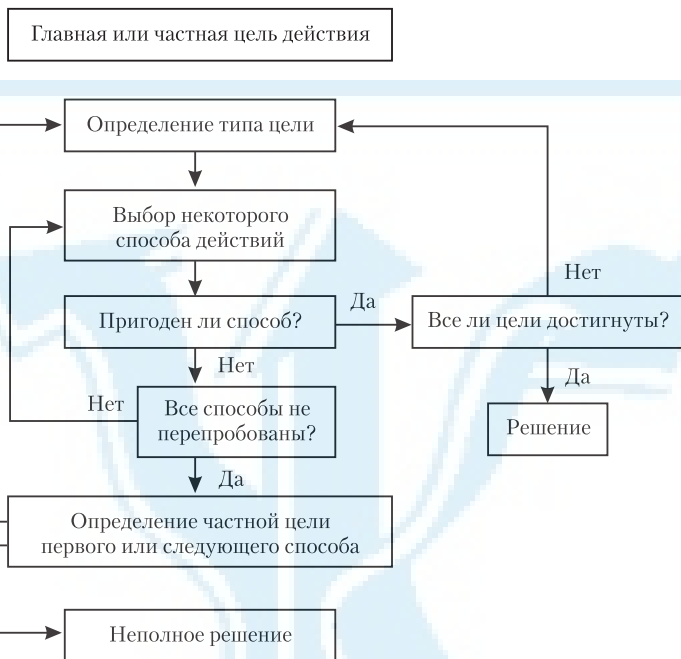 Главная или частная цель действия
Определение типа цели
Выбор некоторого
способа действий
Нет
Да
Пригоден ли способ?
Все ли цели достигнуты?
Нет
Да
Нет
Все способы не
перепробованы?
Решение
Да
Определение частной цели
первого или следующего способа
Неполное решение